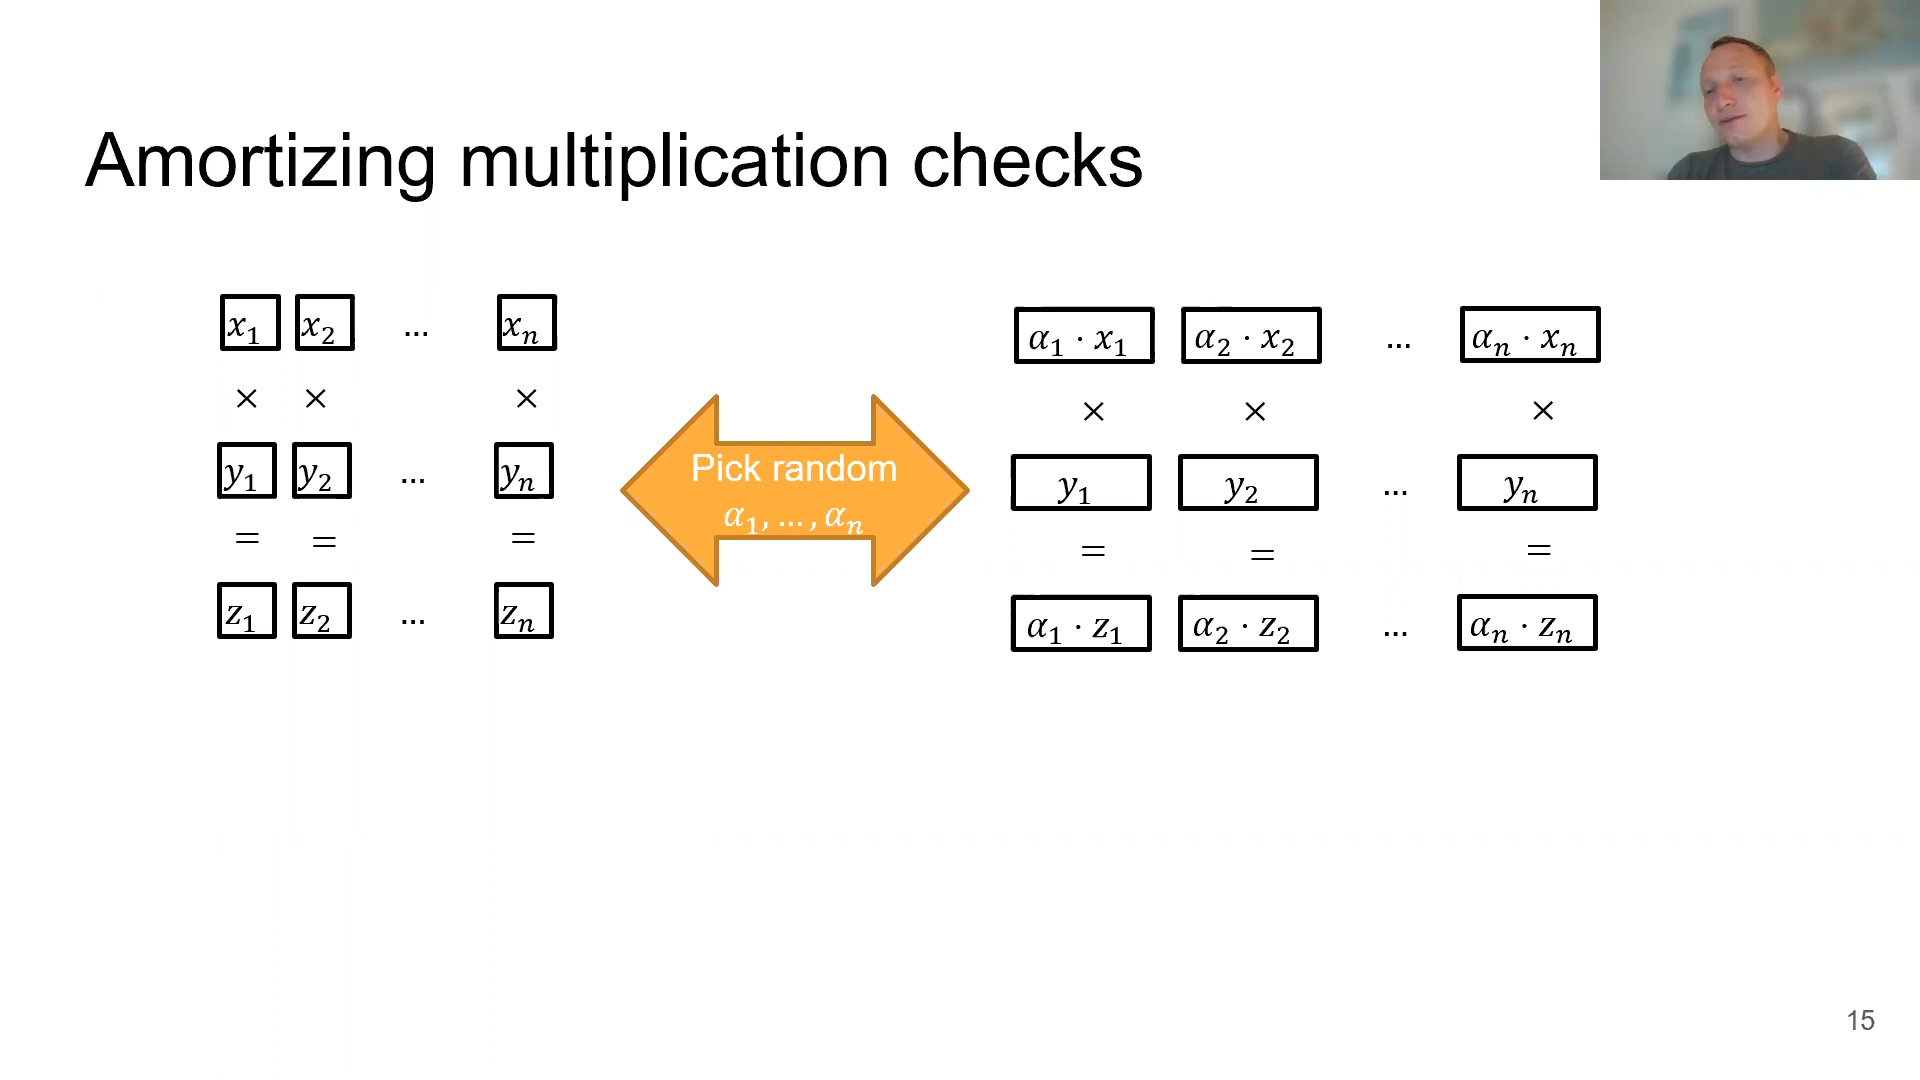 Amortizing multiplication checks
x₁ x₂ ... xₙ
× × ×
y₁ y₂ ... yₙ
= = =
z₁ z₂ ... zₙ
Pick random
α₁, ... , αₙ
α₁ · x₁ α₂ · x₂ ... αₙ · xₙ
× × ×
y₁ y₂ ... yₙ
= = =
α₁ · z₁ α₂ · z₂ ... αₙ · zₙ
15